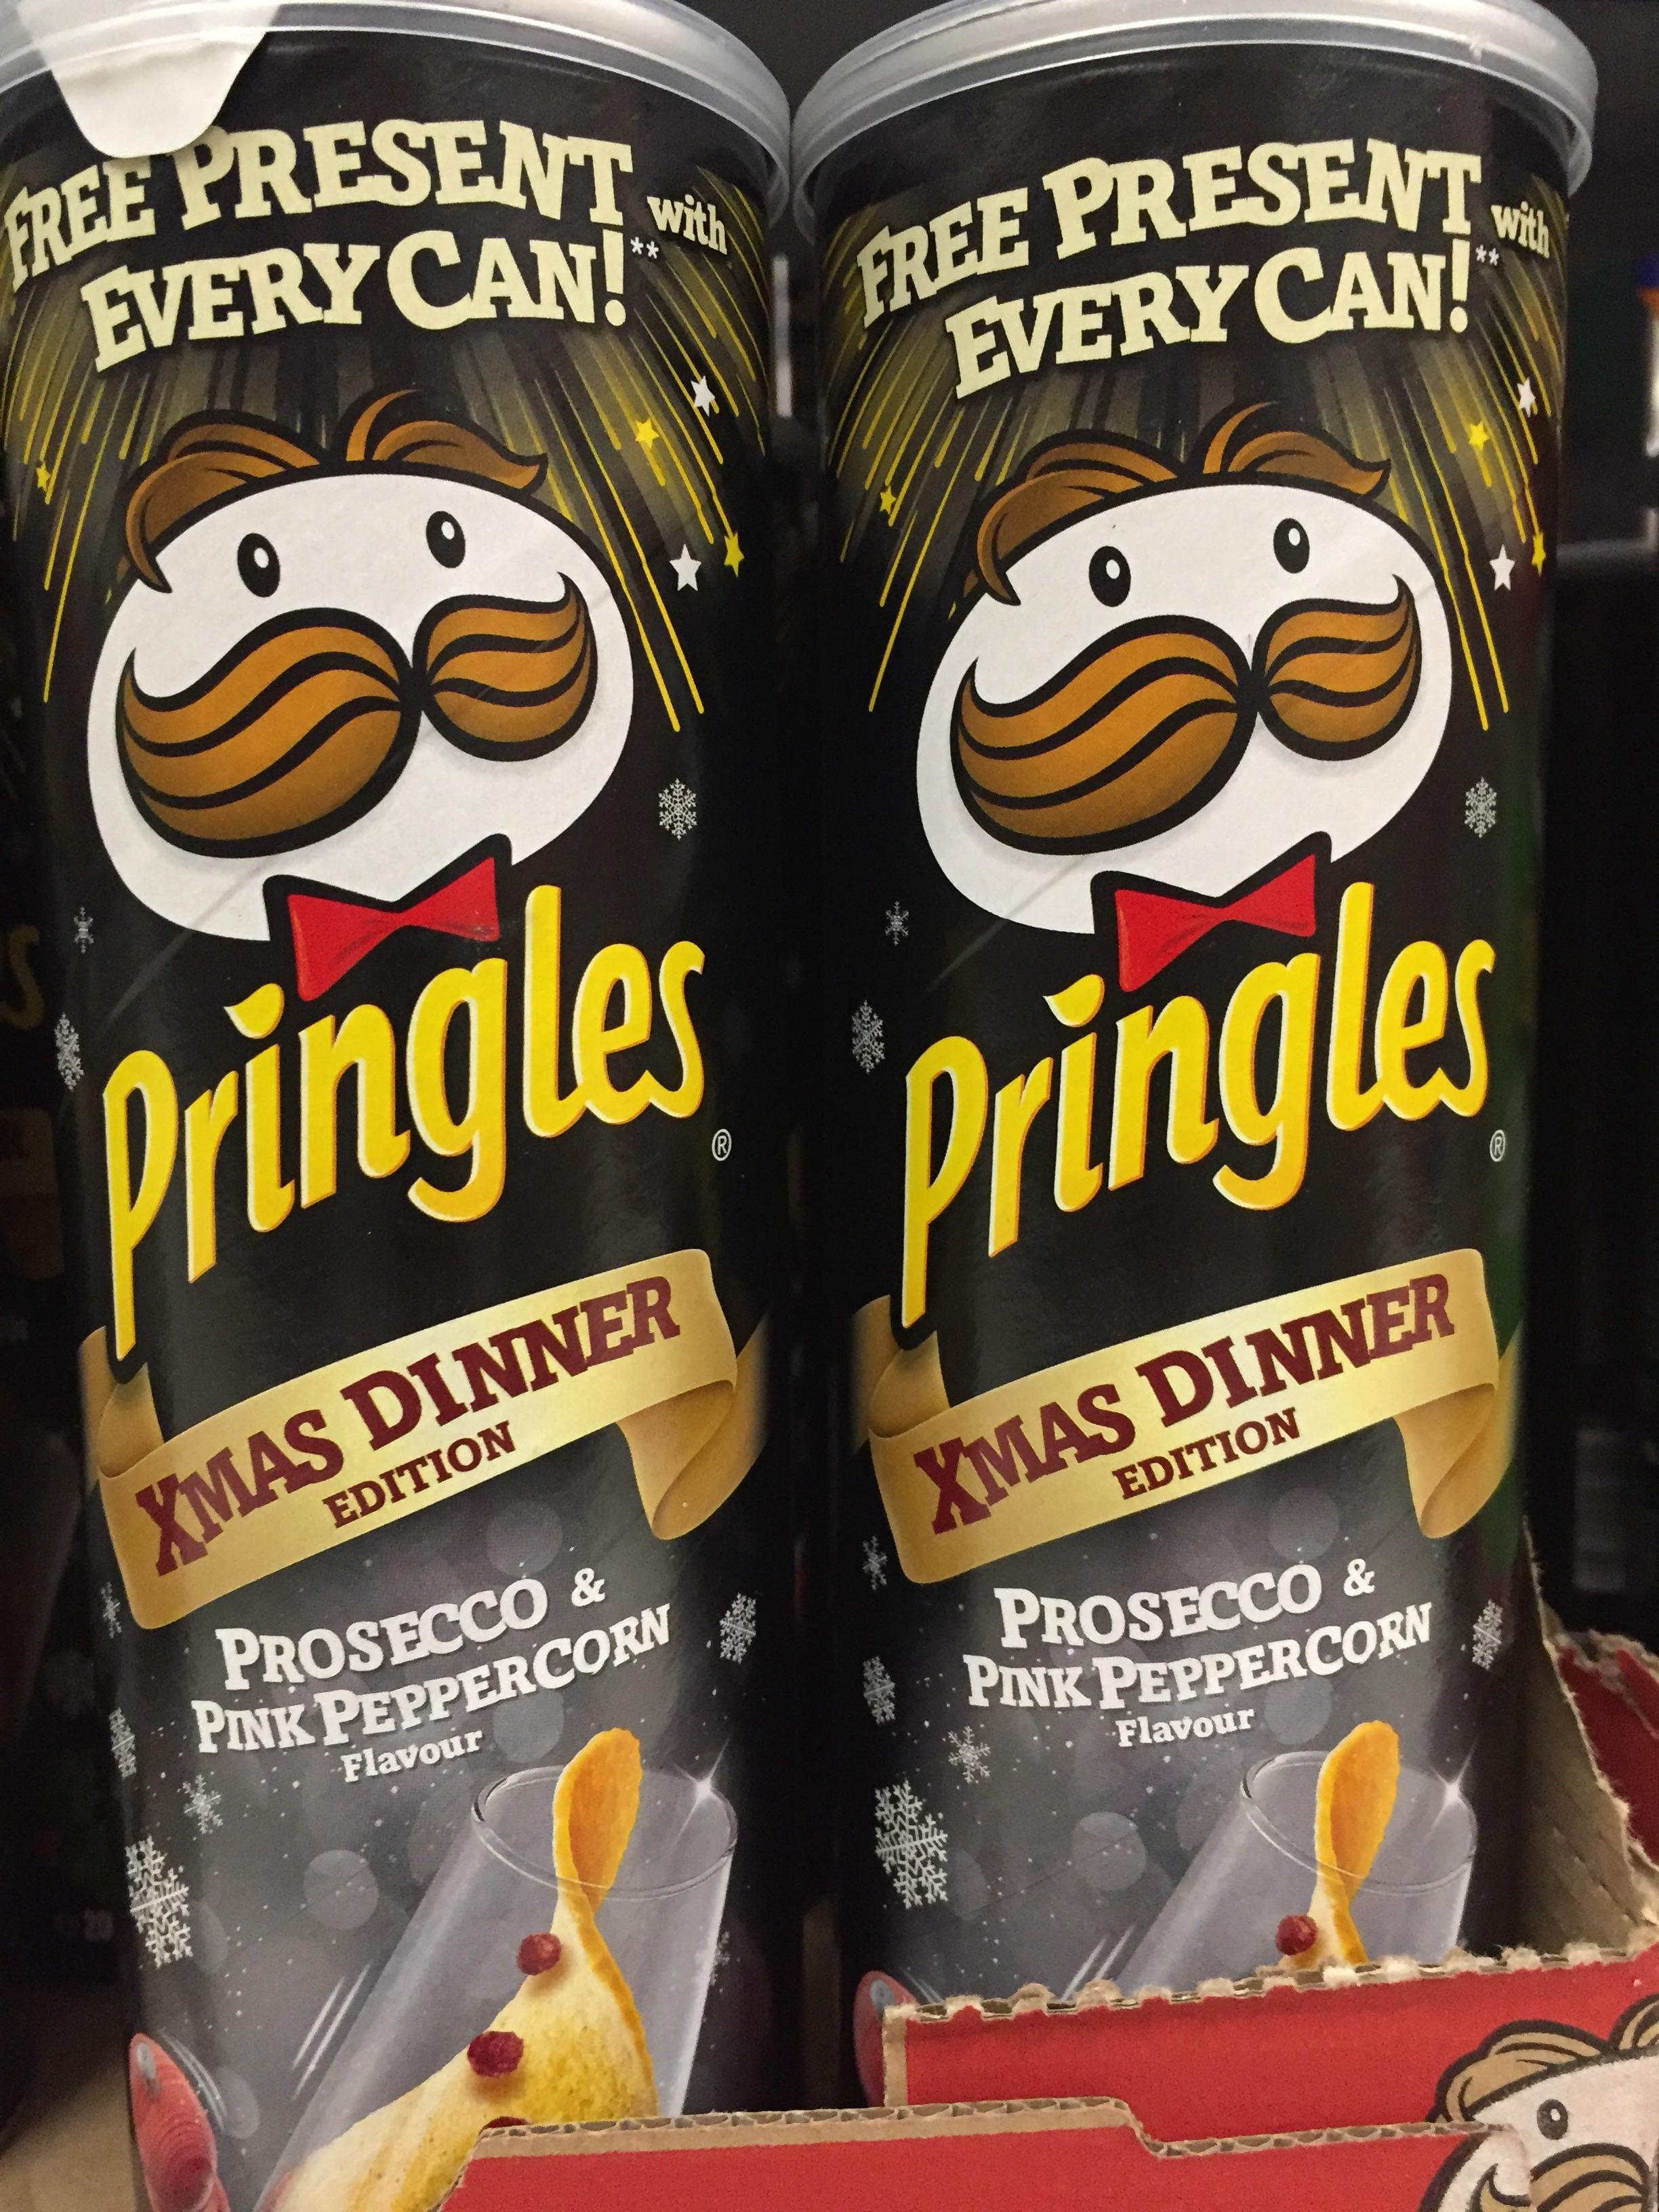 FREE PRESENT with
EVERY CAN!**
Pringles ®
XMAS DINNER
EDITION
PROSECCO &
PINK PEPPERCORN
Flavour
FREE PRESENT with
EVERY CAN!**
Pringles ®
XMAS DINNER
EDITION
PROSECCO &
PINK PEPPERCORN
Flavour